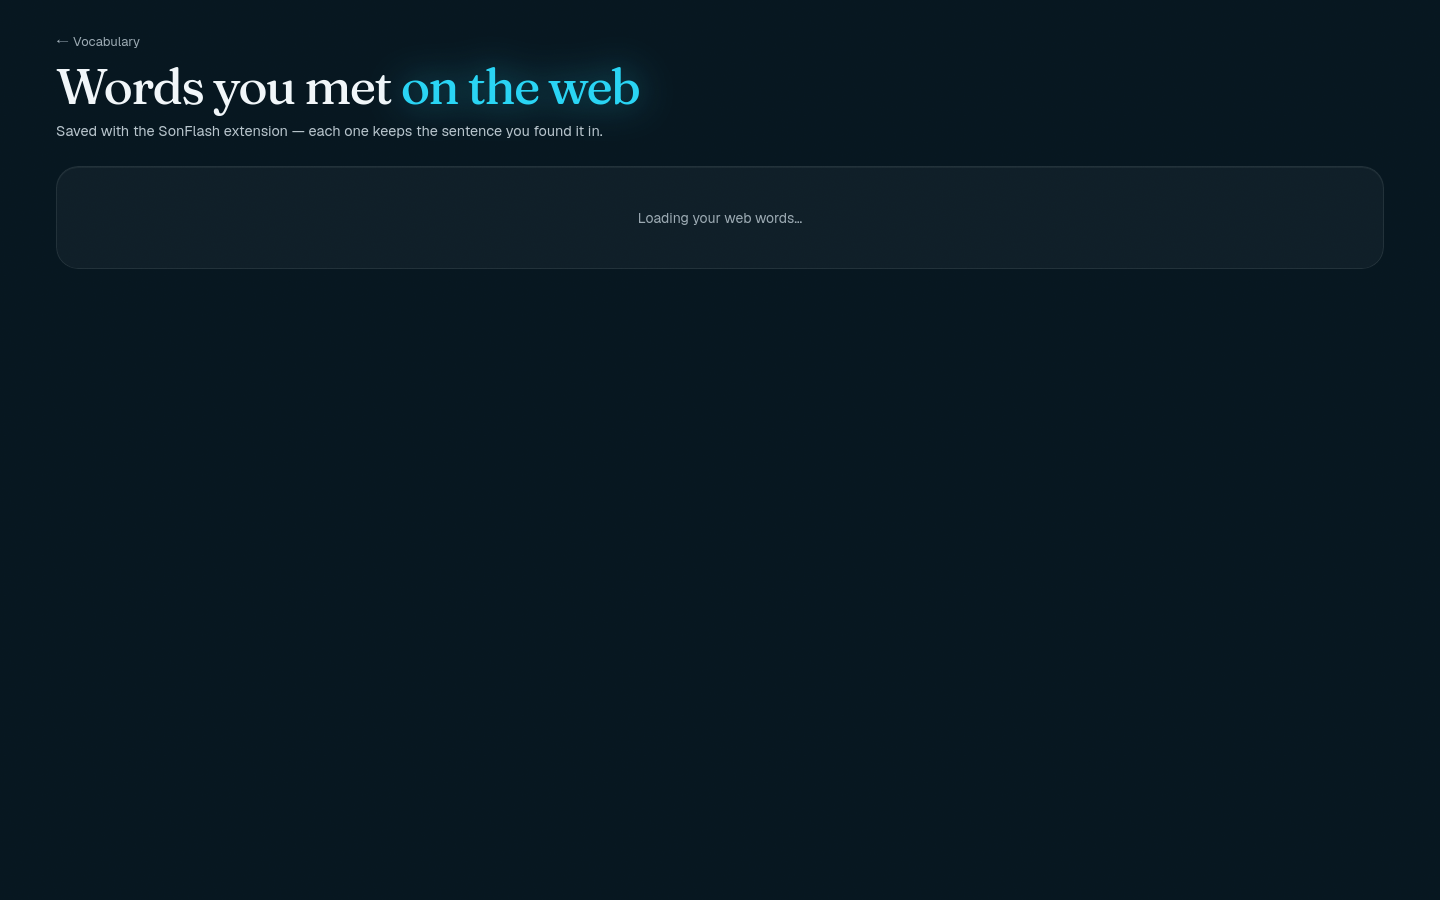 ← Vocabulary
Words you met on the web
Saved with the SonFlash extension — each one keeps the sentence you found it in.
Loading your web words…